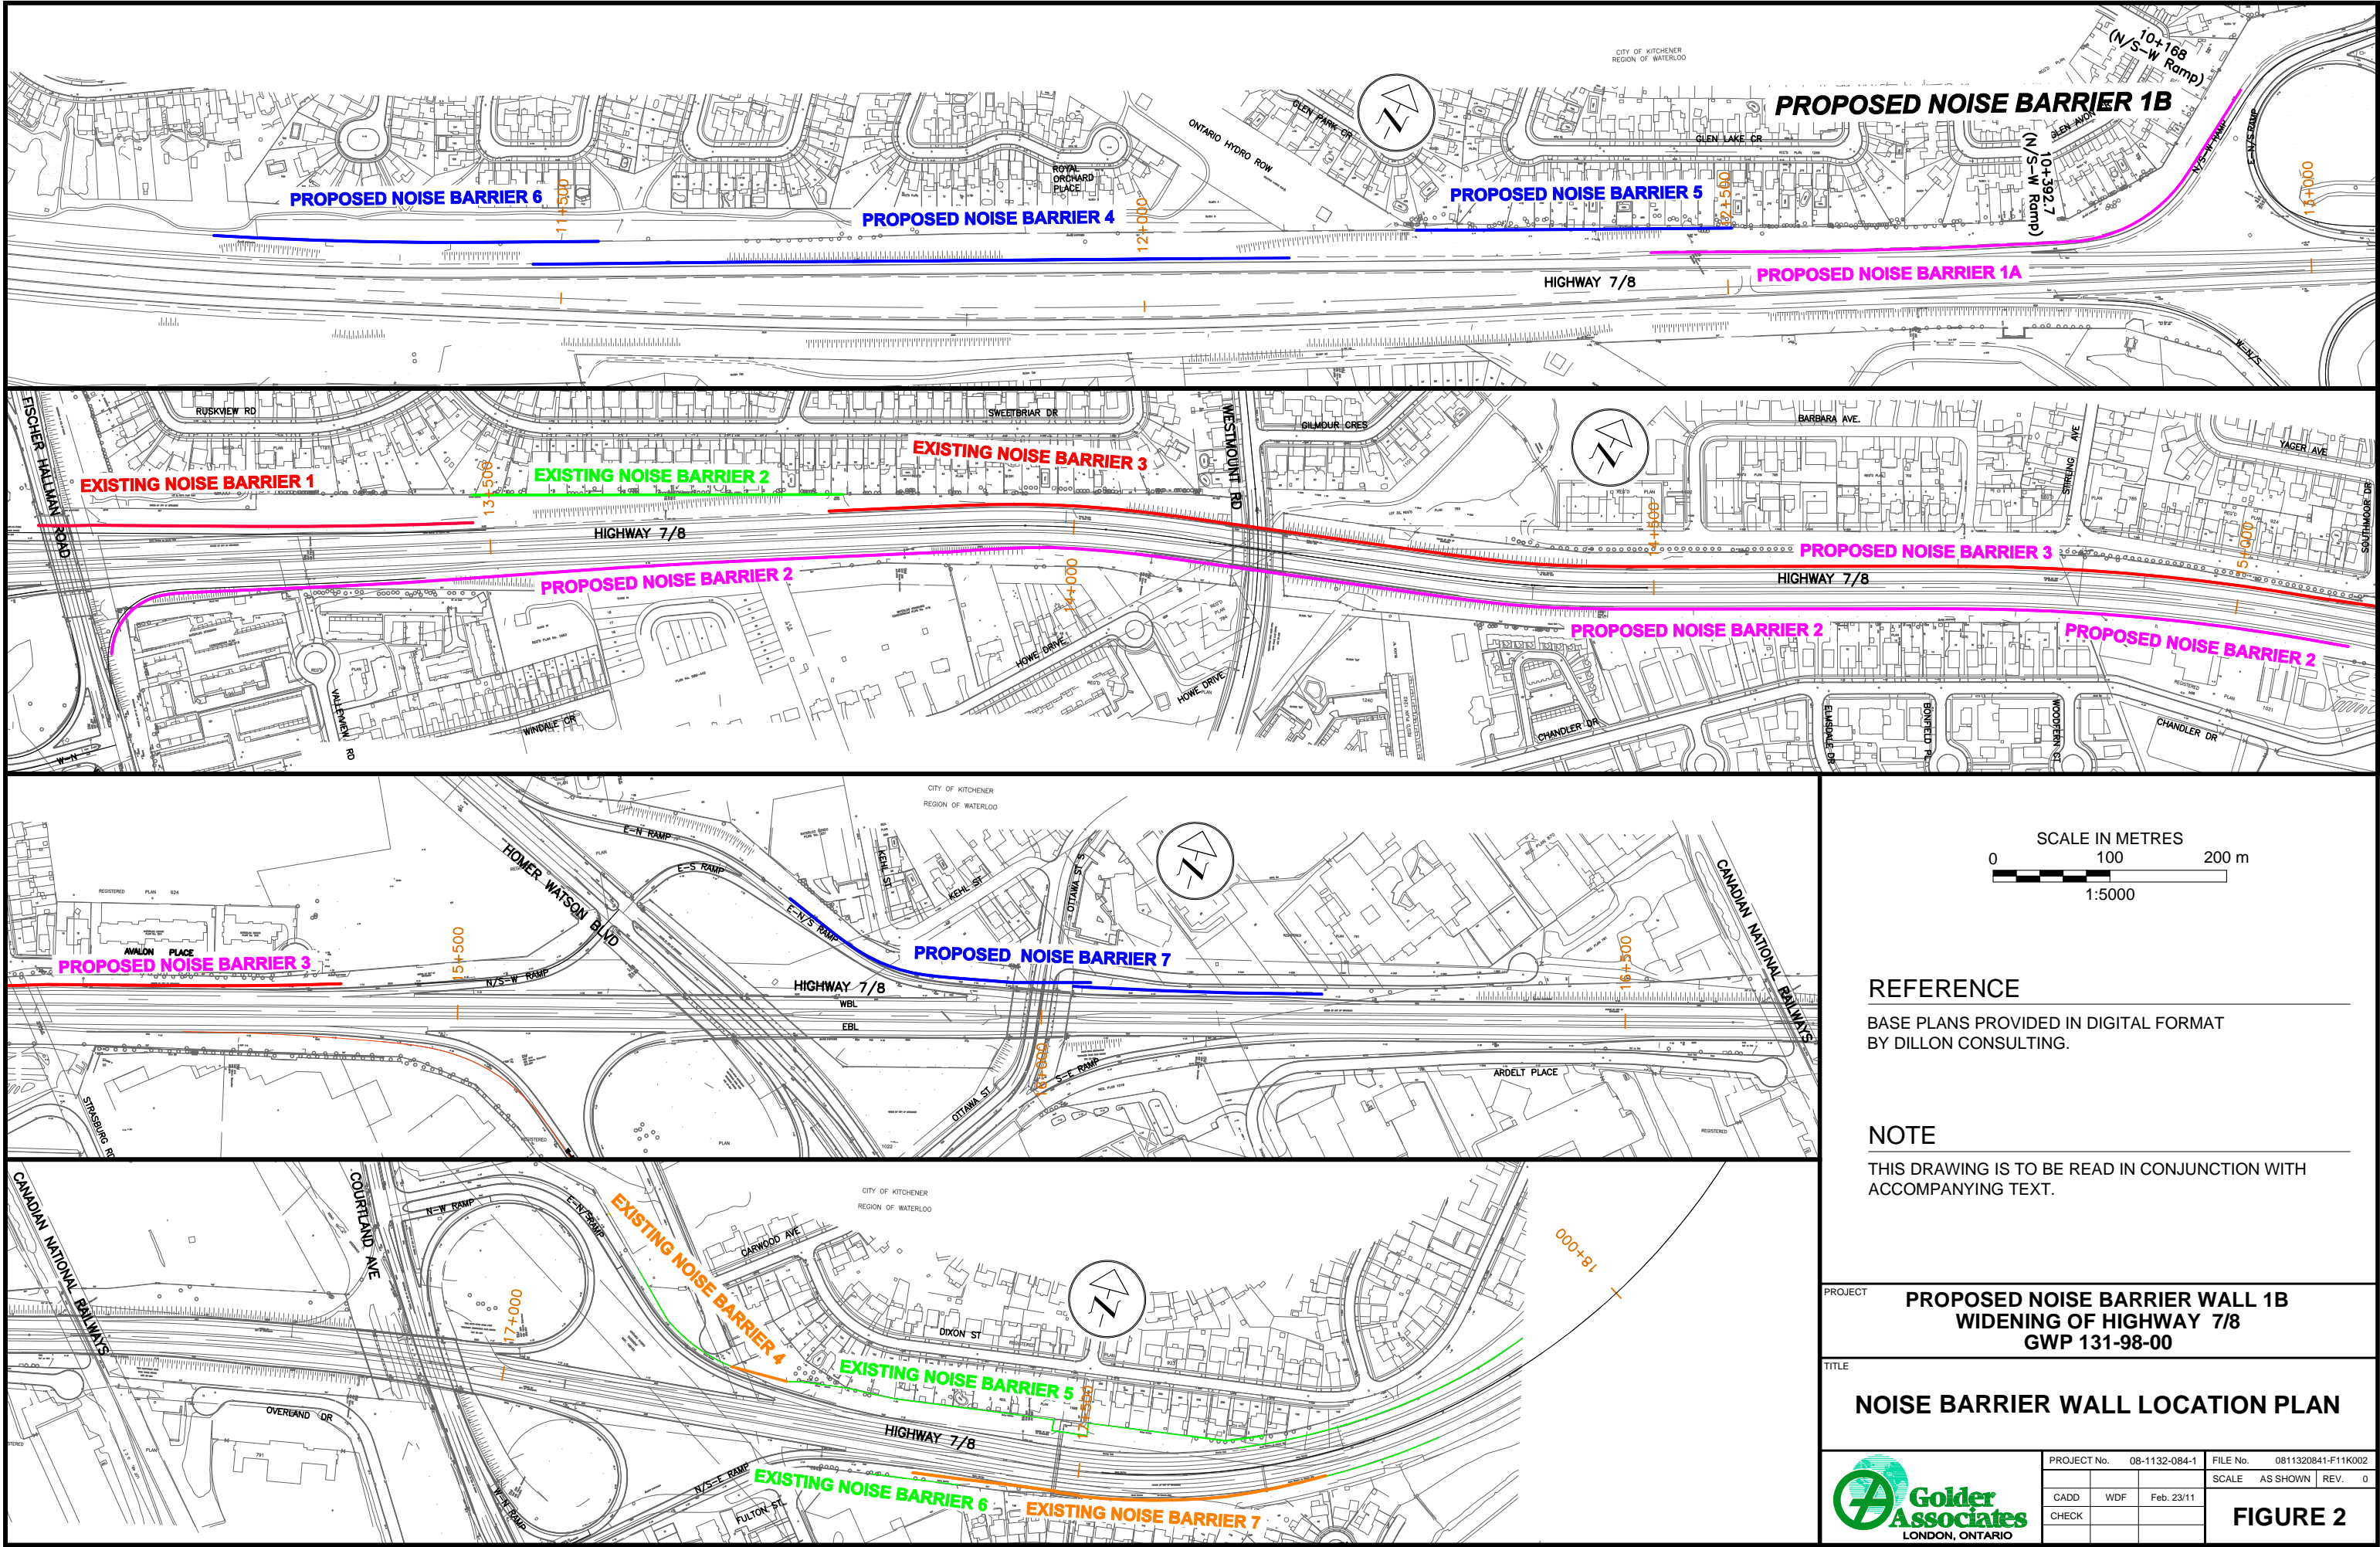 CITY OF KITCHENER
REGION OF WATERLOO
10+168
(N/S-W Ramp)
PROPOSED NOISE BARRIER 1B
GLEN PARK CR
ONTARIO HYDRO ROW
GLEN LAKE CR
GLEN AVON
10+392.7
(N/S-W Ramp)
N/S-W RAMP
E-N/S RAMP
ROYAL
ORCHARD
PLACE
PROPOSED NOISE BARRIER 6
11+500
PROPOSED NOISE BARRIER 4
12+000
PROPOSED NOISE BARRIER 5
12+500
13+000
HIGHWAY 7/8
PROPOSED NOISE BARRIER 1A
W-N/S
FISCHER HALLMAN ROAD
RUSKVIEW RD
SWEETBRIAR DR
WESTMOUNT RD
GILMOUR CRES
BARBARA AVE.
STIRLING AVE
YAGER AVE
SOUTHMOOR DR
EXISTING NOISE BARRIER 1
13+500
EXISTING NOISE BARRIER 2
EXISTING NOISE BARRIER 3
HIGHWAY 7/8
14+500
PROPOSED NOISE BARRIER 3
15+000
HIGHWAY 7/8
PROPOSED NOISE BARRIER 2
14+000
PROPOSED NOISE BARRIER 2
PROPOSED NOISE BARRIER 2
VALLEYVIEW RD
WINDALE CR
HOWE DRIVE
HOWE DRIVE
CHANDLER DR
ELMSDALE DR
BONFIELD PL
WOODFERN CT
CHANDLER DR
W-N
CITY OF KITCHENER
REGION OF WATERLOO
HOMER WATSON BLVD
E-N RAMP
E-S RAMP
E-N/S RAMP
KEHL ST
KEHL ST
OTTAWA ST S
CANADIAN NATIONAL RAILWAYS
REGISTERED PLAN 924
AVALON PLACE
PROPOSED NOISE BARRIER 3
15+500
N/S-W RAMP
PROPOSED NOISE BARRIER 7
16+500
HIGHWAY 7/8
WBL
EBL
16+000
S-E RAMP
OTTAWA ST
ARDELT PLACE
STRASBURG RD
REGISTERED
PLAN
1022
REGISTERED
CANADIAN NATIONAL RAILWAYS
COURTLAND AVE
N-W RAMP
E-N/S RAMP
CITY OF KITCHENER
REGION OF WATERLOO
EXISTING NOISE BARRIER 4
CARWOOD AVE
17+000
DIXON ST
18+000
EXISTING NOISE BARRIER 5
17+500
OVERLAND DR
HIGHWAY 7/8
PLAN
791
W-N RAMP
N/S-E RAMP
FULTON ST
EXISTING NOISE BARRIER 6
EXISTING NOISE BARRIER 7
SCALE IN METRES
0 100 200 m
1:5000
REFERENCE
BASE PLANS PROVIDED IN DIGITAL FORMAT
BY DILLON CONSULTING.
NOTE
THIS DRAWING IS TO BE READ IN CONJUNCTION WITH
ACCOMPANYING TEXT.
PROJECT
PROPOSED NOISE BARRIER WALL 1B
WIDENING OF HIGHWAY 7/8
GWP 131-98-00
TITLE
NOISE BARRIER WALL LOCATION PLAN
Golder
Associates
LONDON, ONTARIO
PROJECT No. 08-1132-084-1
FILE No. 0811320841-F11K002
SCALE AS SHOWN REV. 0
CADD WDF Feb. 23/11
CHECK
FIGURE 2